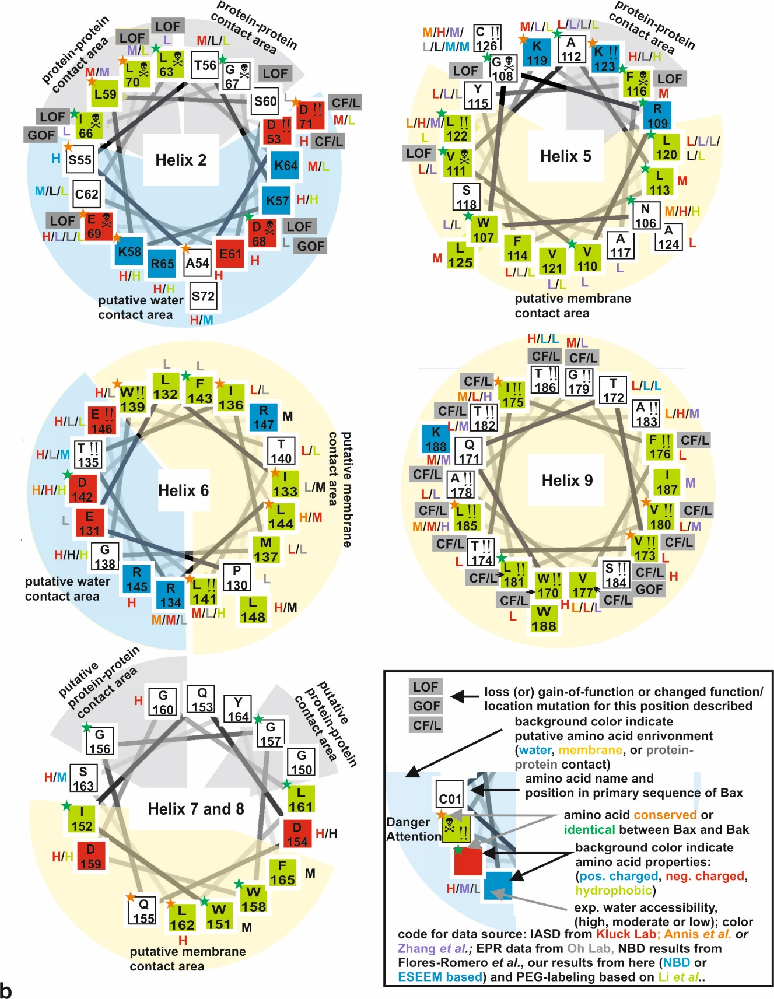 protein-protein
contact area
protein-protein
contact area
LOF
LOF
M/L
L
M/L/L
L
70
L
63
T56
G
67
LOF
M/M
L59
S60
L
D !!
71
CF/L
M/L
LOF
GOF
L
I
66
D !!
53
H
CF/L
H
S55
Helix 2
K64
M/L
M/L/L
C62
K57
H/H
LOF
H/L/L/L
E
69
D
68
LOF
L
GOF
K58
R65
A54
E61
H
H/H
H/H
H
S72
H/M
putative water
contact area
protein-protein
contact area
M/H/M/
L/L/M/M
C !!
126
M/L/L
K
119
L/L/L/L
A
112
K !!
123
H/L/H
LOF
G
108
F
116
LOF
M
L/L/L
Y
115
R
109
L/H/M/
L
L !!
122
L
120
L/L/L/
L/L
LOF
L/L
V
111
Helix 5
L
113
M
S
118
N
106
M/H/H
L/L
W
107
A
124
L
M
L
125
F
114
L/L/L
V
121
L/L
V
110
L
A
117
L
putative membrane
contact area
L
L
H/L
W!!
139
L
132
F
143
I
136
L/L
H/L/L
E !!
146
R
147
M
H/L/M
T !!
135
T
140
L/L
H/H/H
D
142
Helix 6
I
133
L/M
L
E
131
L
144
H/M
H/H/H
G
138
M
137
L/L
R
145
H
R
134
M/M/L
L !!
141
M/L/H
P
130
L
L
148
H/M
putative water
contact area
putative membrane
contact area
H/L/L
M/L
CF/L
CF/L
CF/L
M/L/H
I !!
175
T !!
186
G !!
179
T
172
L/L/L
CF/L
L/M
T !!
182
A !!
183
L/H/M
K
188
M/M
Q
171
F !!
176
CF/L
L
CF/L
L/L
A !!
178
Helix 9
I
187
M
CF/L
M/M/H
L !!
185
V !!
180
CF/L
L/M
CF/L
L
T !!
174
V !!
173
CF/L
L
CF/L
L !!
181
W !!
170
V
177
S !!
184
CF/L
GOF
H
CF/L
L
H
L/L/L
CF/L
W
188
putative
protein-protein
contact area
putative
protein-protein
contact area
H
G
160
Q
153
Y
164
G
156
G
157
H/M
S
163
G
150
I
152
Helix 7 and 8
L
161
H/H
D
159
D
154
H/H
Q
155
L
162
H
W
151
M
W
158
F
165
M
putative membrane
contact area
LOF
GOF
CF/L
loss (or) gain-of-function or changed function/
location mutation for this position described
background color indicate
putative amino acid enrivonment
(water, membrane, or protein-
protein contact)
C01
amino acid name and
position in primary sequence of Bax
Danger
Attention
!!
amino acid conserved or
identical between Bax and Bak
background color indicate
amino acid properties:
(pos. charged, neg. charged,
hydrophobic)
H/M/L
exp. water accessibility,
(high, moderate or low); color
code for data source: IASD from Kluck Lab; Annis et al. or
Zhang et al.; EPR data from Oh Lab, NBD results from
Flores-Romero et al., our results from here (NBD or
ESEEM based) and PEG-labeling based on Li et al..
b